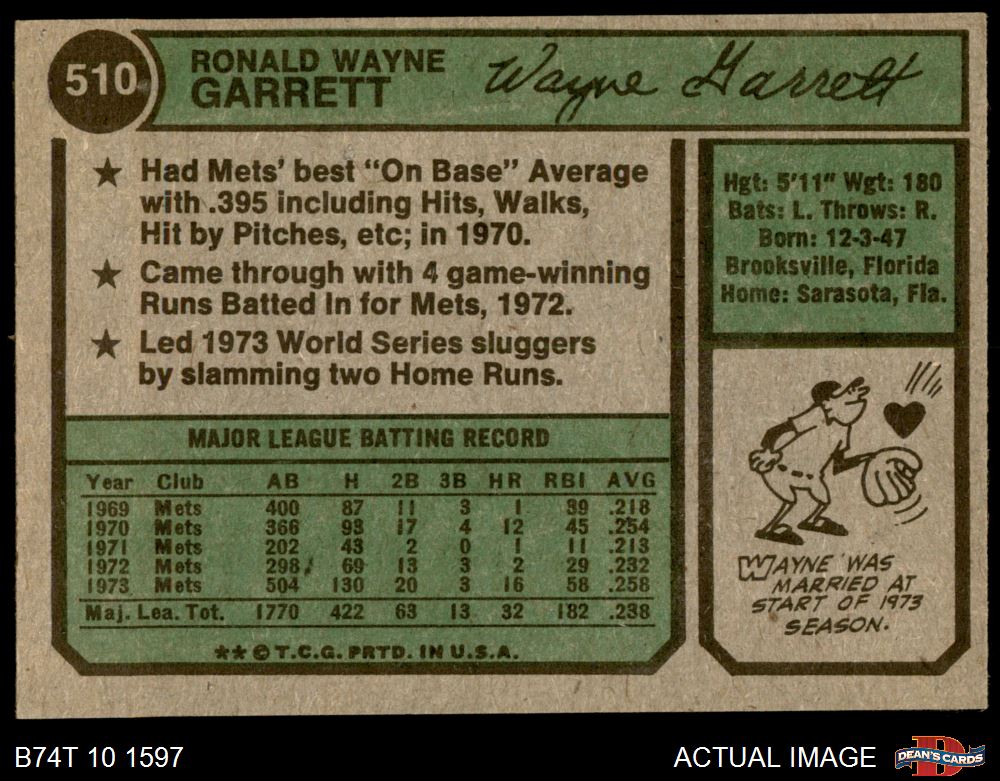 510
RONALD WAYNE
GARRETT
Wayne Garrett
★ Had Mets' best "On Base" Average
with .395 including Hits, Walks,
Hit by Pitches, etc; in 1970.
★ Came through with 4 game-winning
Runs Batted In for Mets, 1972.
★ Led 1973 World Series sluggers
by slamming two Home Runs.
Hgt: 5'11" Wgt: 180
Bats: L. Throws: R.
Born: 12-3-47
Brooksville, Florida
Home: Sarasota, Fla.
MAJOR LEAGUE BATTING RECORD
Year Club AB H 2B 3B HR RBI AVG
1969 Mets 400 87 11 3 1 39 .218
1970 Mets 366 93 17 4 12 45 .254
1971 Mets 202 43 2 0 1 11 .213
1972 Mets 298 69 13 3 2 29 .232
1973 Mets 504 130 20 3 16 58 .258
Maj. Lea. Tot. 1770 422 63 13 32 182 .238
★★ © T.C.G. PRTD. IN U.S.A.
WAYNE WAS
MARRIED AT
START OF 1973
SEASON.
B74T 10 1597
ACTUAL IMAGE
DEAN'S CARDS